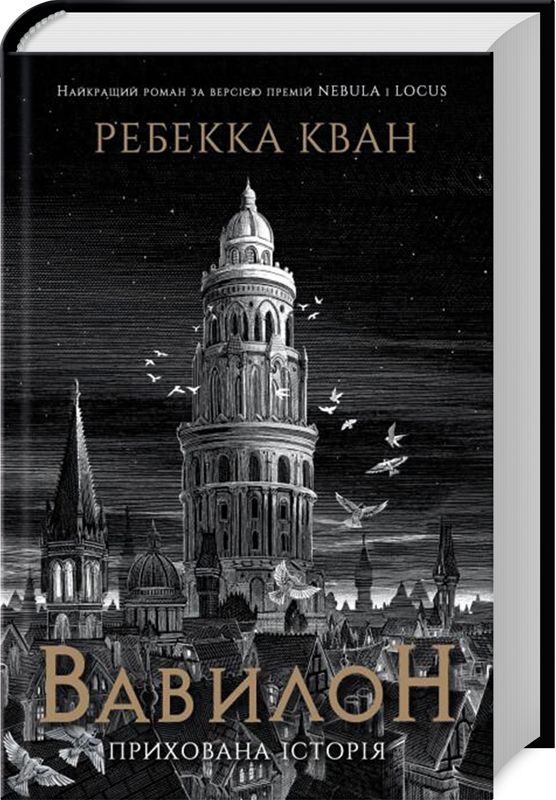 Найкращий роман за версією премій NEBULA і LOCUS
РЕБЕККА КВАН
ВАВИЛОН
ПРИХОВАНА ІСТОРІЯ